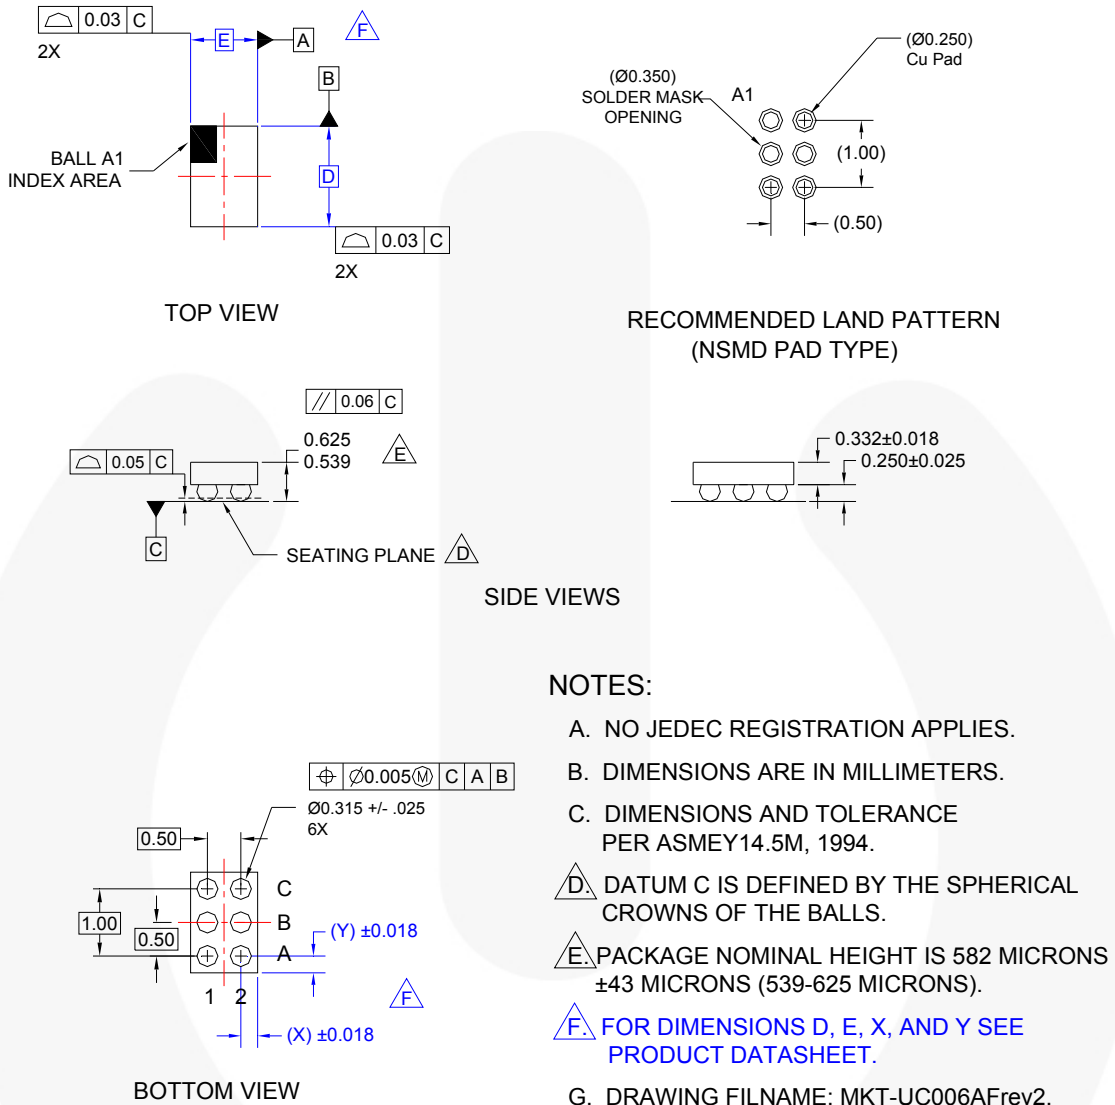 0.03 C
2X
E
A
F
B
BALL A1
INDEX AREA
D
0.03 C
2X
TOP VIEW
(Ø0.250)
Cu Pad
(Ø0.350)
SOLDER MASK
OPENING
A1
(1.00)
(0.50)
RECOMMENDED LAND PATTERN
(NSMD PAD TYPE)
// 0.06 C
0.625
0.539
E
0.05 C
C
SEATING PLANE D
0.332±0.018
0.250±0.025
SIDE VIEWS
Ø0.005Ⓜ C A B
Ø0.315 +/- .025
6X
0.50
C
B
A
1.00
0.50
(Y) ±0.018
1 2
F
(X) ±0.018
BOTTOM VIEW
NOTES:
A. NO JEDEC REGISTRATION APPLIES.
B. DIMENSIONS ARE IN MILLIMETERS.
C. DIMENSIONS AND TOLERANCE
PER ASMEY14.5M, 1994.
D. DATUM C IS DEFINED BY THE SPHERICAL
CROWNS OF THE BALLS.
E. PACKAGE NOMINAL HEIGHT IS 582 MICRONS
±43 MICRONS (539-625 MICRONS).
F. FOR DIMENSIONS D, E, X, AND Y SEE
PRODUCT DATASHEET.
G. DRAWING FILNAME: MKT-UC006AFrev2.